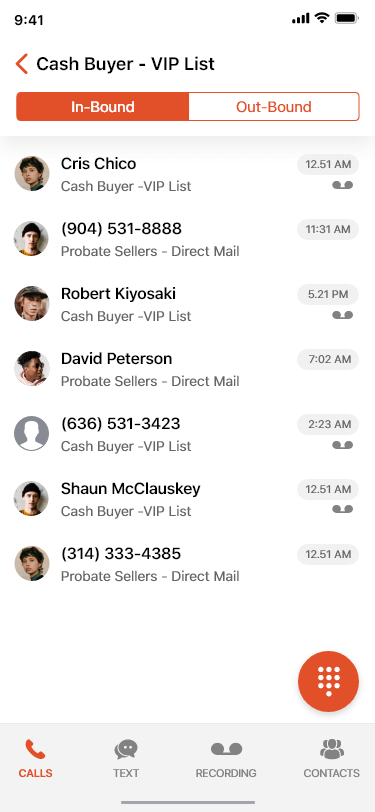 9:41
Cash Buyer - VIP List
In-Bound
Out-Bound
Cris Chico
12.51 AM
Cash Buyer -VIP List
(904) 531-8888
11:31 AM
Probate Sellers - Direct Mail
Robert Kiyosaki
5.21 PM
Cash Buyer -VIP List
David Peterson
7:02 AM
Probate Sellers - Direct Mail
(636) 531-3423
2:23 AM
Cash Buyer -VIP List
Shaun McClauskey
12.51 AM
Cash Buyer -VIP List
(314) 333-4385
12.51 AM
Probate Sellers - Direct Mail
CALLS
TEXT
RECORDING
CONTACTS